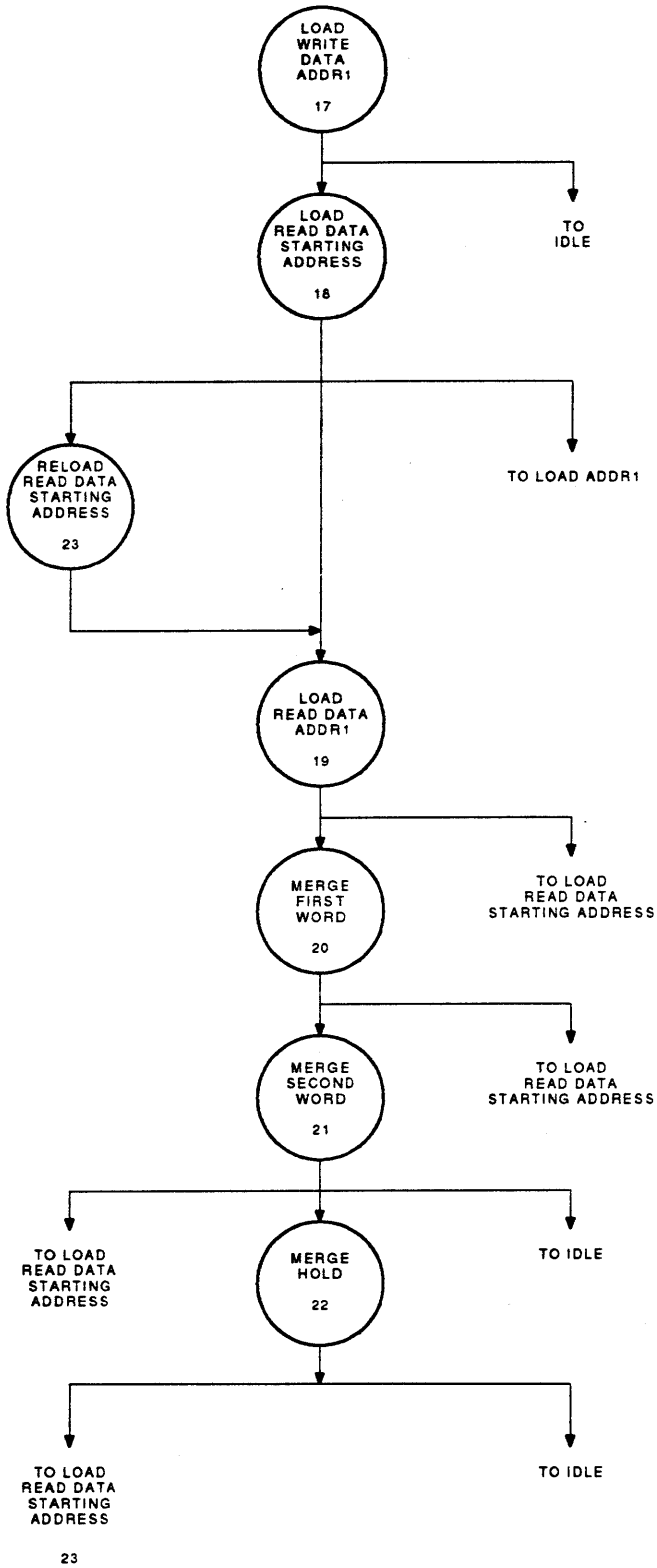 LOAD
WRITE
DATA
ADDR1
17
LOAD
READ DATA
STARTING
ADDRESS
18
TO
IDLE
RELOAD
READ DATA
STARTING
ADDRESS
23
TO LOAD ADDR1
LOAD
READ DATA
ADDR1
19
MERGE
FIRST
WORD
20
TO LOAD
READ DATA
STARTING ADDRESS
MERGE
SECOND
WORD
21
TO LOAD
READ DATA
STARTING ADDRESS
TO LOAD
READ DATA
STARTING
ADDRESS
MERGE
HOLD
22
TO IDLE
TO LOAD
READ DATA
STARTING
ADDRESS
23
TO IDLE